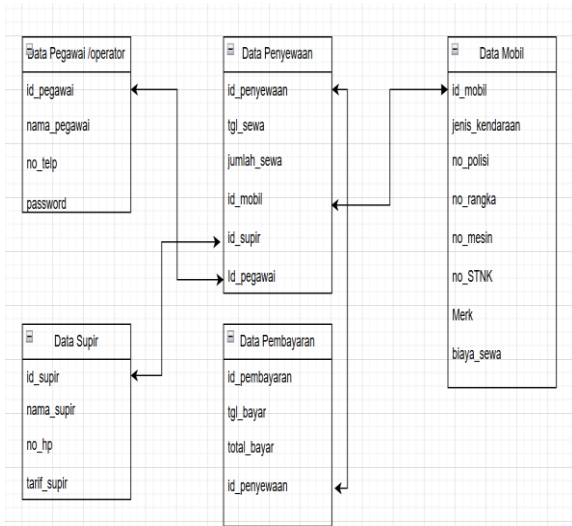 Data Pegawai /operator
id_pegawai
nama_pegawai
no_telp
password
Data Penyewaan
id_penyewaan
tgl_sewa
jumlah_sewa
id_mobil
id_supir
Id_pegawai
Data Mobil
id_mobil
jenis_kendaraan
no_polisi
no_rangka
no_mesin
no_STNK
Merk
biaya_sewa
Data Supir
id_supir
nama_supir
no_hp
tarif_supir
Data Pembayaran
id_pembayaran
tgl_bayar
total_bayar
id_penyewaan